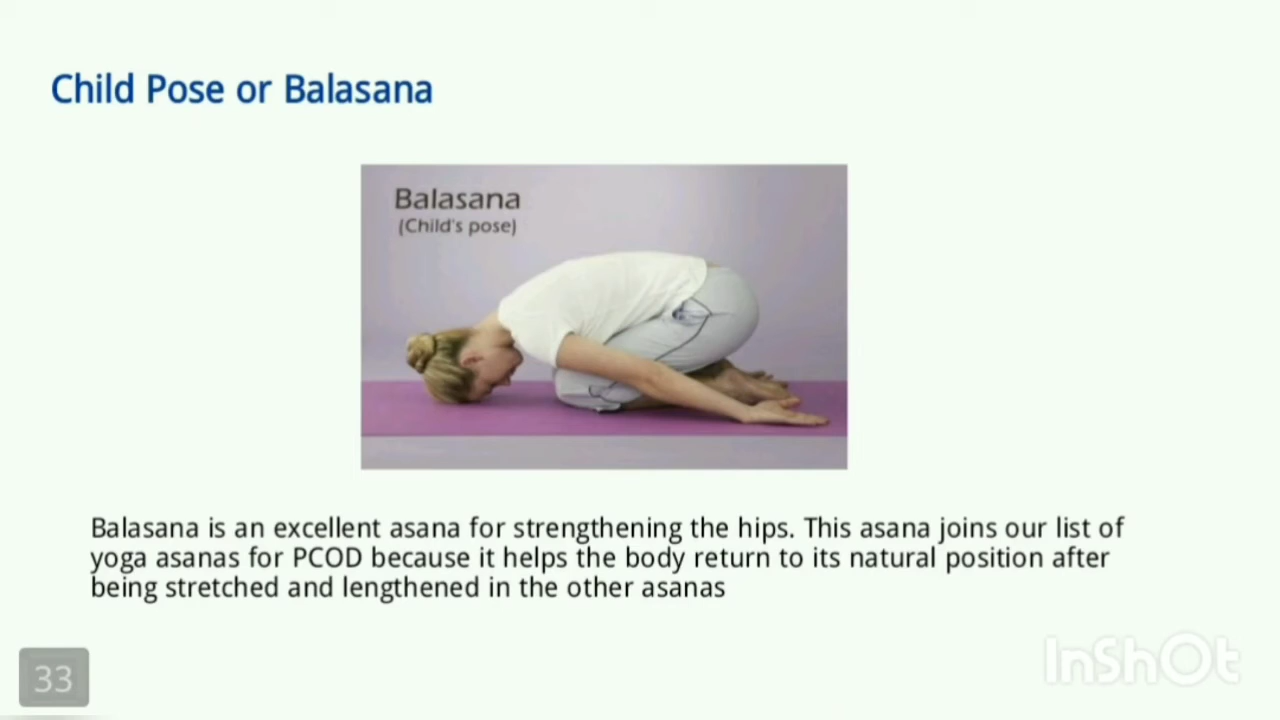 Child Pose or Balasana
Balasana
(Child's pose)
Balasana is an excellent asana for strengthening the hips. This asana joins our list of
yoga asanas for PCOD because it helps the body return to its natural position after
being stretched and lengthened in the other asanas
33
InShOt